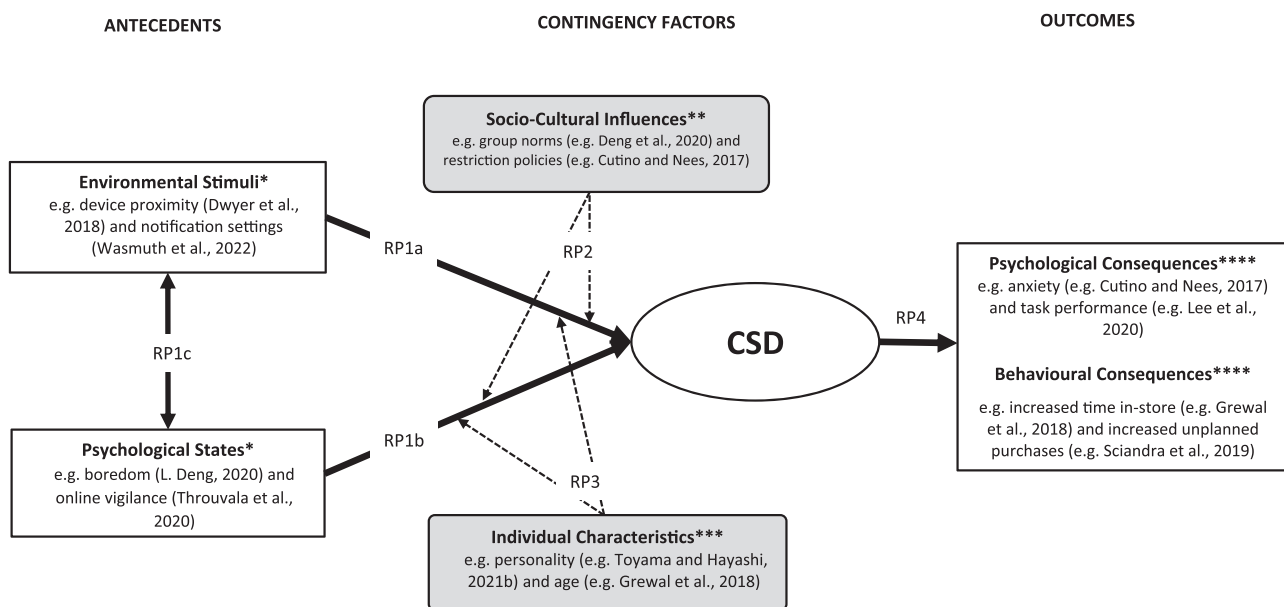 ANTECEDENTS
CONTINGENCY FACTORS
OUTCOMES
Socio-Cultural Influences**
e.g. group norms (e.g. Deng et al., 2020) and
restriction policies (e.g. Cutino and Nees, 2017)
Environmental Stimuli*
e.g. device proximity (Dwyer et al.,
2018) and notification settings
(Wasmuth et al., 2022)
RP1a
RP2
RP1c
CSD
RP4
Psychological Consequences****
e.g. anxiety (e.g. Cutino and Nees, 2017)
and task performance (e.g. Lee et al.,
2020)
Behavioural Consequences****
e.g. increased time in-store (e.g. Grewal
et al., 2018) and increased unplanned
purchases (e.g. Sciandra et al., 2019)
Psychological States*
e.g. boredom (L. Deng, 2020) and
online vigilance (Throuvala et al.,
2020)
RP1b
RP3
Individual Characteristics***
e.g. personality (e.g. Toyama and Hayashi,
2021b) and age (e.g. Grewal et al., 2018)